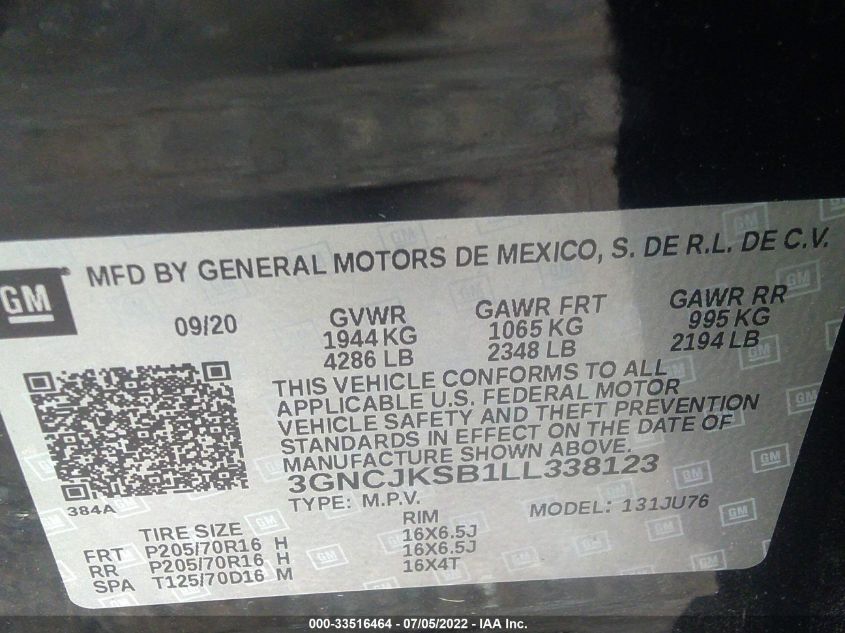 GM
MFD BY GENERAL MOTORS DE MEXICO, S. DE R.L. DE C.V.
09/20
GVWR
1944 KG
4286 LB
GAWR FRT
1065 KG
2348 LB
GAWR RR
995 KG
2194 LB
THIS VEHICLE CONFORMS TO ALL
APPLICABLE U.S. FEDERAL MOTOR
VEHICLE SAFETY AND THEFT PREVENTION
STANDARDS IN EFFECT ON THE DATE OF
MANUFACTURE SHOWN ABOVE.
3GNCJKSB1LL338123
384A
TYPE: M.P.V.
MODEL: 131JU76
TIRE SIZE RIM
FRT P205/70R16 H 16X6.5J
RR P205/70R16 H 16X6.5J
SPA T125/70D16 M 16X4T
000-33516464 / 07/05/2022 - IAA Inc.